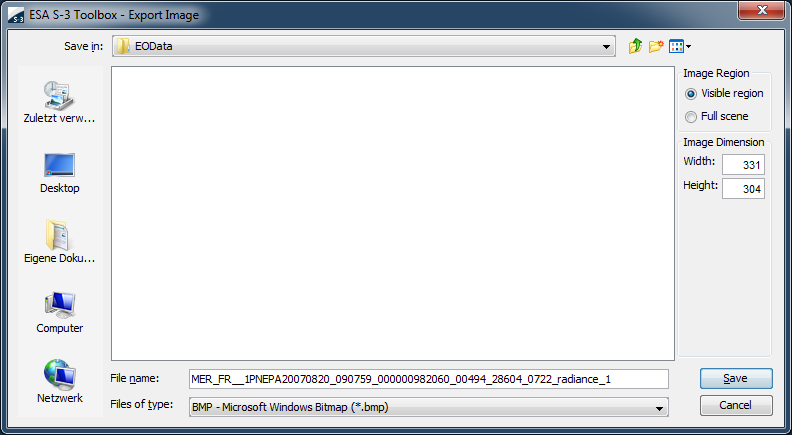 S-3 ESA S-3 Toolbox - Export Image
Save in: EOData
Image Region
Visible region
Full scene
Image Dimension
Width: 331
Height: 304
Zuletzt verw...
Desktop
Eigene Doku...
Computer
Netzwerk
File name: MER_FR__1PNEPA20070820_090759_000000982060_00494_28604_0722_radiance_1
Save
Files of type: BMP - Microsoft Windows Bitmap (*.bmp)
Cancel